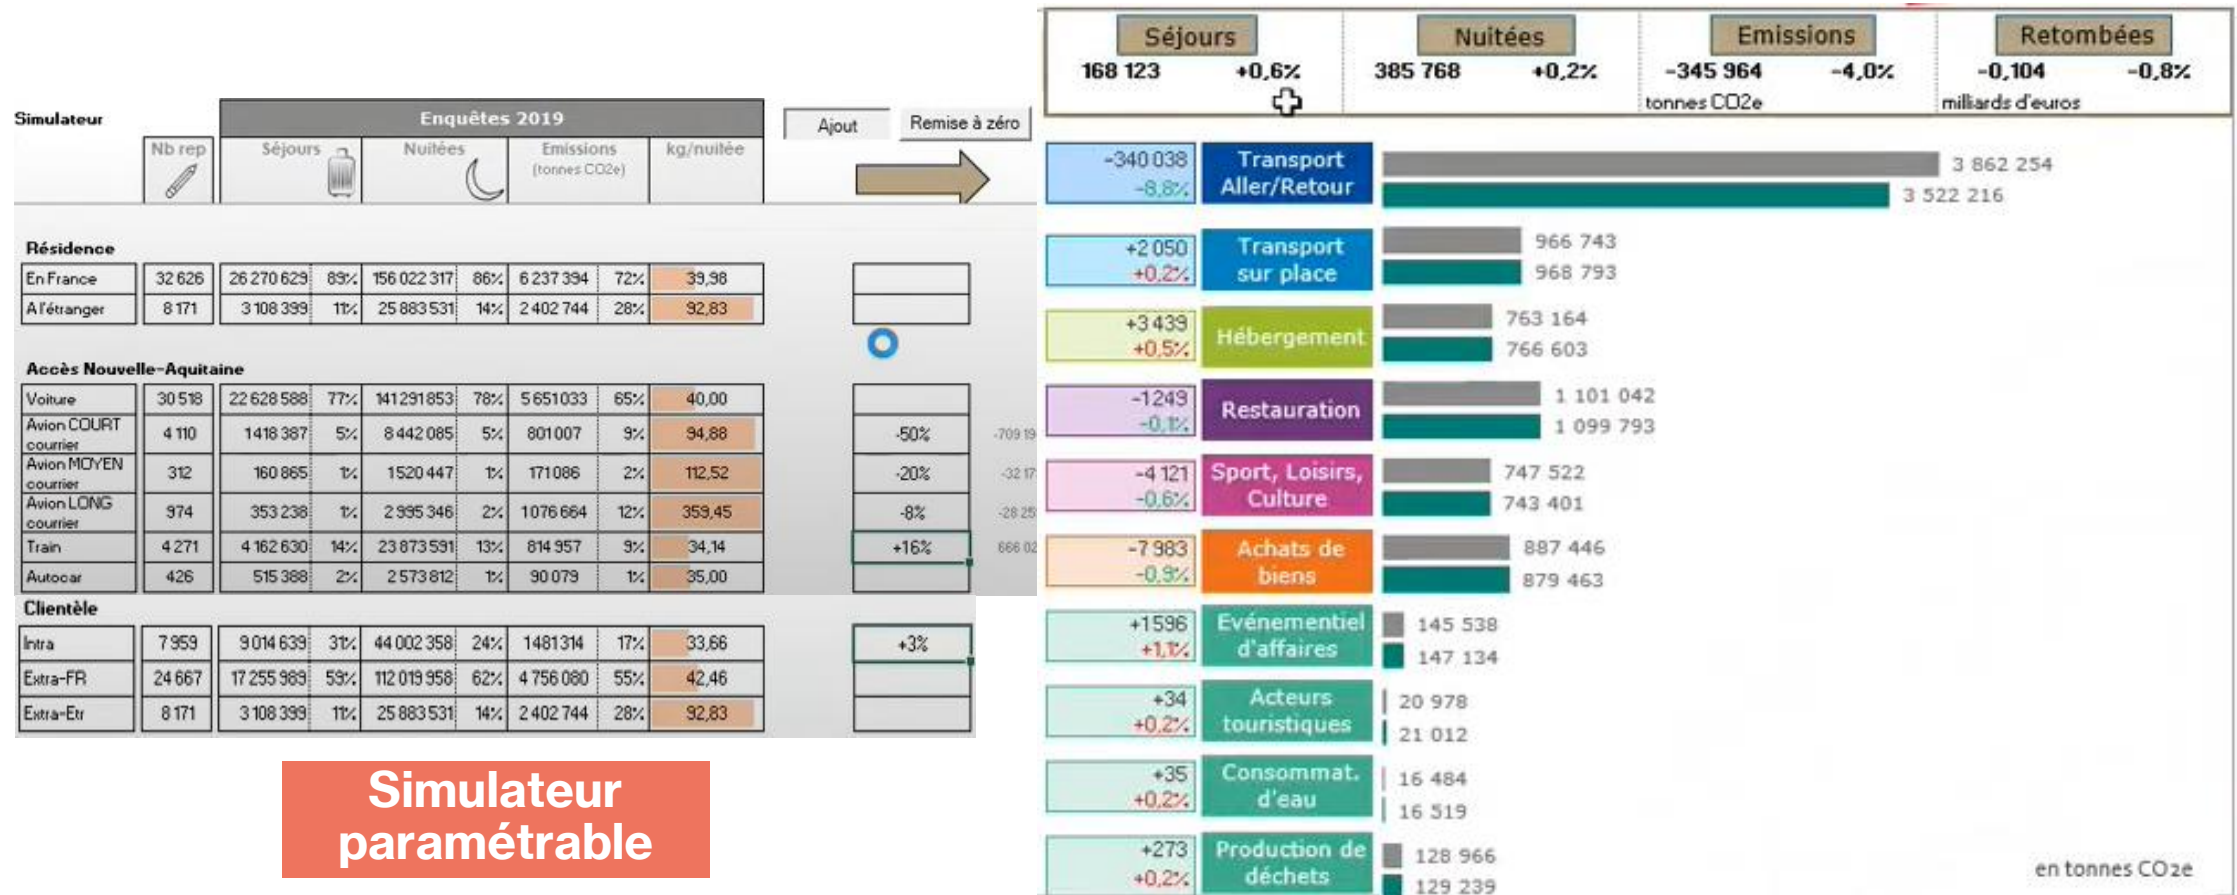 Simulateur
Enquêtes 2019
Nb rep
Séjours
Nuitées
Emissions
(tonnes CO2e)
kg/nuitée
Ajout
Remise à zéro
Résidence
En France 32 626 26 270 629 89% 156 022 317 86% 6 237 394 72% 39,98
A l'étranger 8 171 3 108 399 11% 25 883 531 14% 2 402 744 28% 92,83
Accès Nouvelle-Aquitaine
Voiture 30 518 22 628 588 77% 141 291 853 78% 5 651 033 65% 40,00
Avion COURT
courrier 4 110 1 418 387 5% 8 442 085 5% 801 007 9% 94,88 -50% -709 19
Avion MOYEN
courrier 312 160 865 1% 1 520 447 1% 171 086 2% 112,52 -20% -32 17
Avion LONG
courrier 974 353 238 1% 2 995 346 2% 1 076 664 12% 359,45 -8% -28 25
Train 4 271 4 162 630 14% 23 873 591 13% 814 957 9% 34,14 +16% 666 02
Autocar 426 515 388 2% 2 573 812 1% 90 079 1% 35,00
Clientèle
Intra 7 959 9 014 639 31% 44 002 358 24% 1 481 314 17% 33,66 +3%
Extra-FR 24 667 17 255 989 59% 112 019 958 62% 4 756 080 55% 42,46
Extra-Etr 8 171 3 108 399 11% 25 883 531 14% 2 402 744 28% 92,83
Simulateur
paramétrable
Séjours
168 123 +0,6%
Nuitées
385 768 +0,2%
Emissions
-345 964 -4,0%
tonnes CO2e
Retombées
-0,104 -0,8%
milliards d'euros
-340 038
-8,8%
Transport
Aller/Retour
3 862 254
3 522 216
+2 050
+0,2%
Transport
sur place
966 743
968 793
+3 439
+0,5%
Hébergement
763 164
766 603
-1249
-0,1%
Restauration
1 101 042
1 099 793
-4 121
-0,6%
Sport, Loisirs,
Culture
747 522
743 401
-7 983
-0,9%
Achats de
biens
887 446
879 463
+1596
+1,1%
Evénementiel
d'affaires
145 538
147 134
+34
+0,2%
Acteurs
touristiques
20 978
21 012
+35
+0,2%
Consommat.
d'eau
16 484
16 519
+273
+0,2%
Production de
déchets
128 966
129 239
en tonnes CO2e